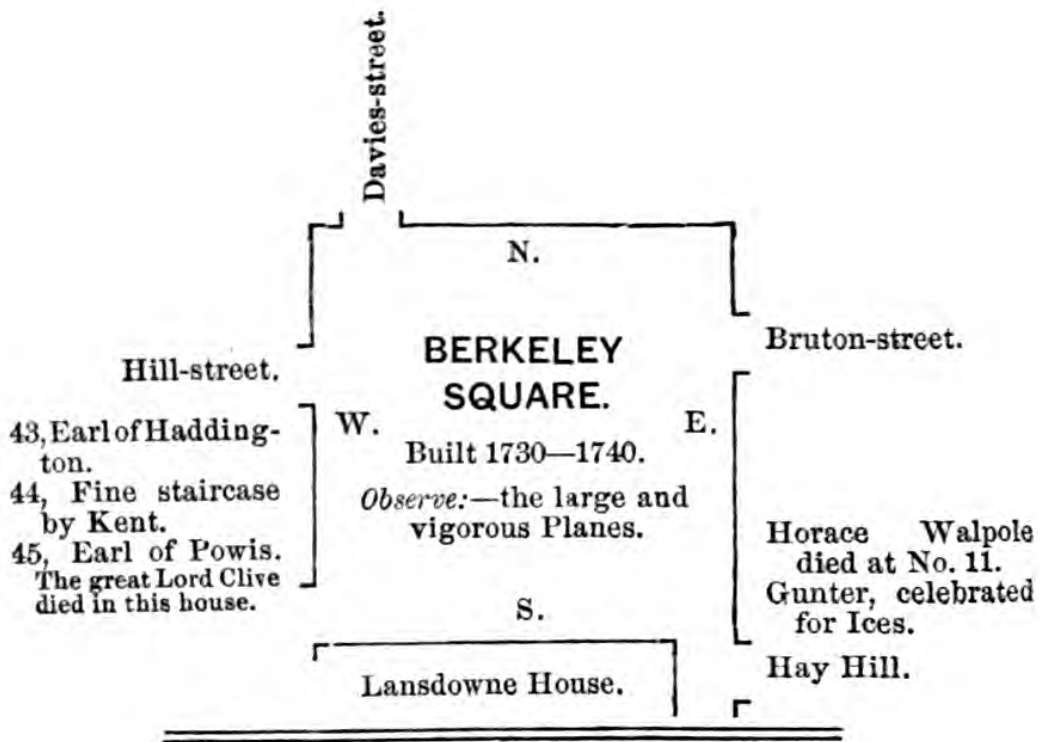 Davies-street.
N.
BERKELEY
SQUARE.
Built 1730—1740.
Observe:—the large and
vigorous Planes.
W.
E.
S.
Hill-street.
43, Earl of Hadding-
ton.
44, Fine staircase
by Kent.
45, Earl of Powis.
The great Lord Clive
died in this house.
Bruton-street.
Horace Walpole
died at No. 11.
Gunter, celebrated
for Ices.
Hay Hill.
Lansdowne House.